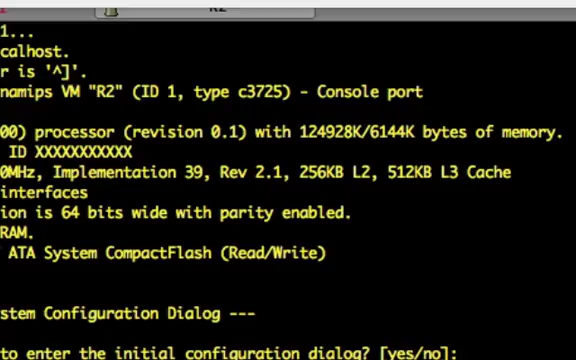 R2
1...
calhost.
r is '^]'.
namips VM "R2" (ID 1, type c3725) - Console port
00) processor (revision 0.1) with 124928K/6144K bytes of memory.
ID XXXXXXXXXXX
0MHz, Implementation 39, Rev 2.1, 256KB L2, 512KB L3 Cache
interfaces
ion is 64 bits wide with parity enabled.
RAM.
ATA System CompactFlash (Read/Write)
stem Configuration Dialog ---
to enter the initial configuration dialog? [yes/no]: